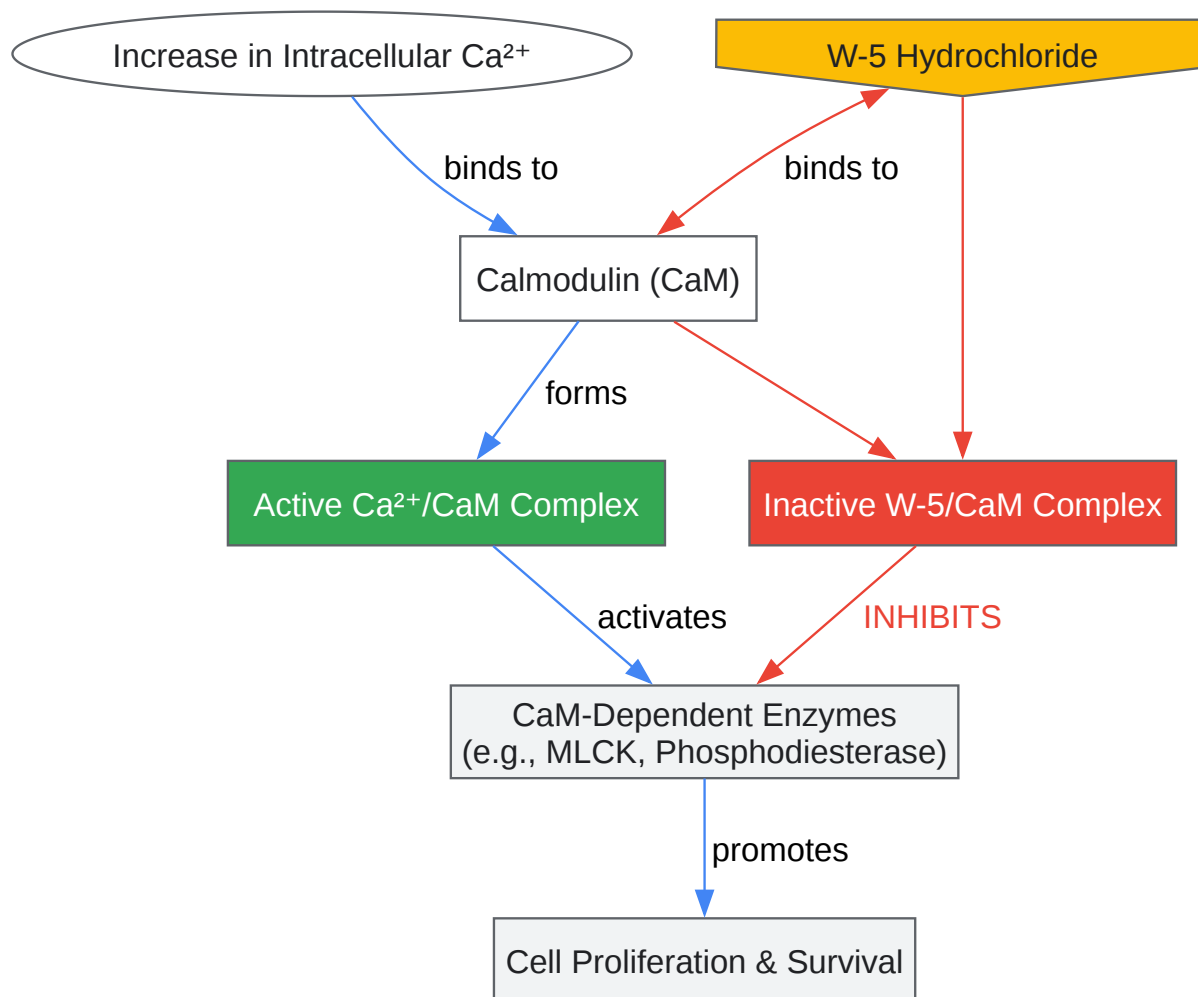 Increase in Intracellular Ca²⁺
W-5 Hydrochloride
binds to
binds to
Calmodulin (CaM)
forms
Active Ca²⁺/CaM Complex
Inactive W-5/CaM Complex
activates
INHIBITS
CaM-Dependent Enzymes
(e.g., MLCK, Phosphodiesterase)
promotes
Cell Proliferation & Survival